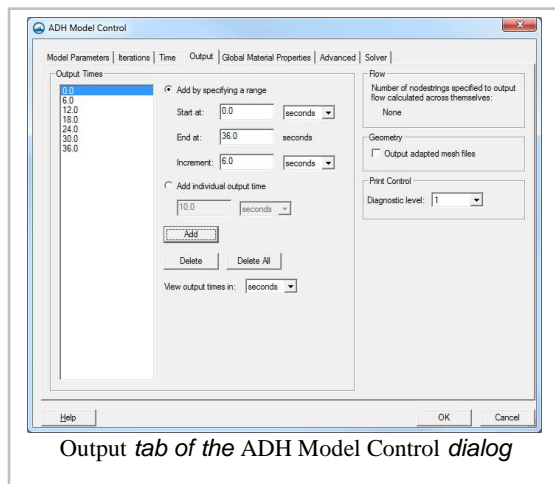 ADH Model Control
Model Parameters | Iterations | Time | Output | Global Material Properties | Advanced | Solver
Output Times
0.0
6.0
12.0
18.0
24.0
30.0
36.0
Add by specifying a range
Start at: 0.0 seconds
End at: 36.0 seconds
Increment: 6.0 seconds
Add individual output time
10.0 seconds
Add
Delete Delete All
View output times in: seconds
Flow
Number of nodestrings specified to output
flow calculated across themselves:
None
Geometry
Output adapted mesh files
Print Control
Diagnostic level: 1
Help OK Cancel
Output tab of the ADH Model Control dialog